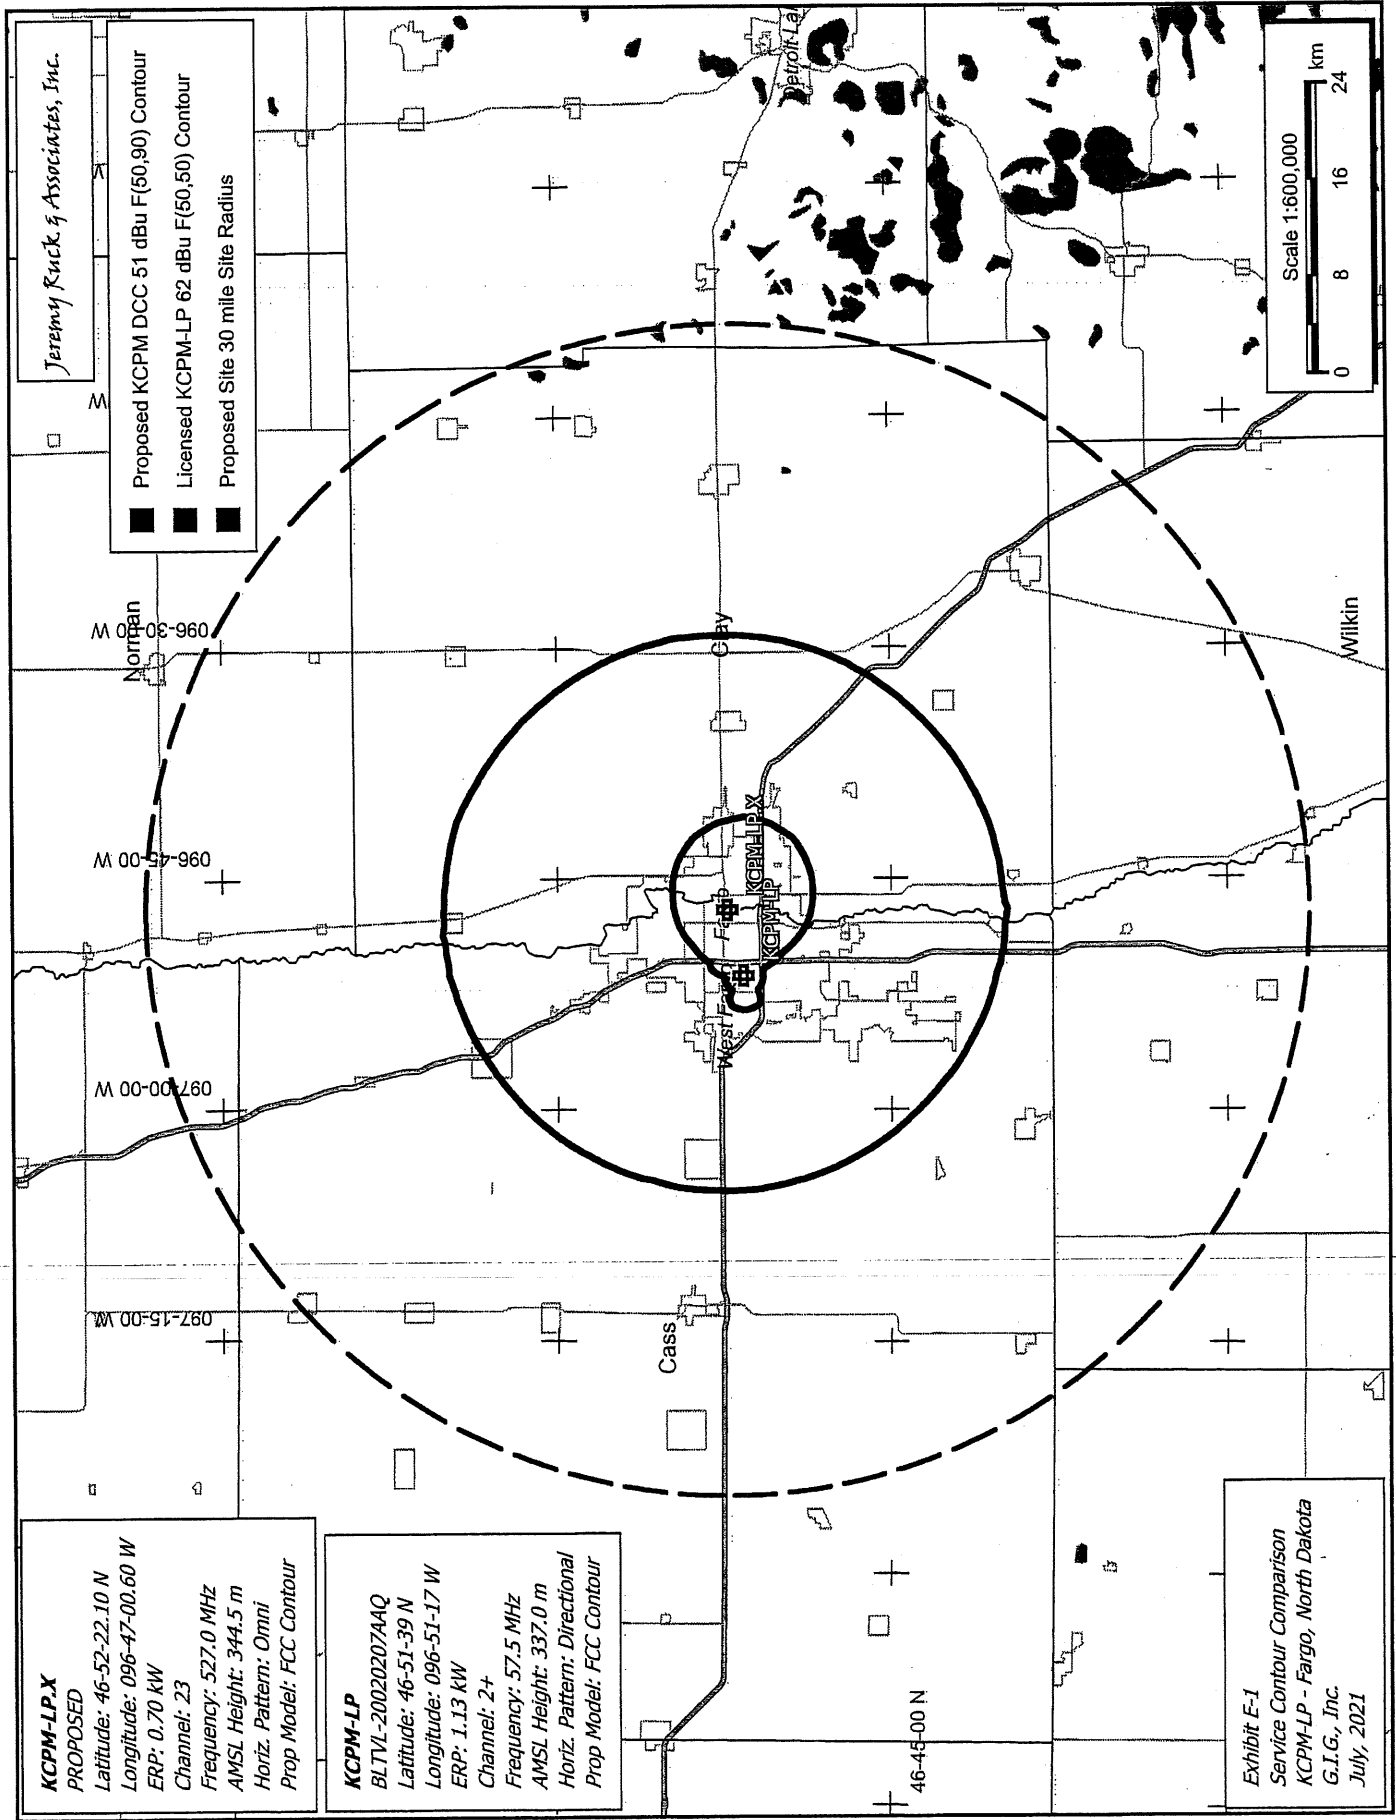 KCPM-LP.X
PROPOSED
Latitude: 46-52-22.10 N
Longitude: 096-47-00.60 W
ERP: 0.70 kW
Channel: 23
Frequency: 527.0 MHz
AMSL Height: 344.5 m
Horiz. Pattern: Omni
Prop Model: FCC Contour
KCPM-LP
BLTVL-20020207AAQ
Latitude: 46-51-39 N
Longitude: 096-51-17 W
ERP: 1.13 kW
Channel: 2+
Frequency: 57.5 MHz
AMSL Height: 337.0 m
Horiz. Pattern: Directional
Prop Model: FCC Contour
Jeremy Ruck & Associates, Inc.
Proposed KCPM DCC 51 dBu F(50,90) Contour
Licensed KCPM-LP 62 dBu F(50,50) Contour
Proposed Site 30 mile Site Radius
W
W
097-15-00 W
097-00-00 W
096-45-00 W
096-30-00 W
Norman
Detroit La
Cass
West Fa
Clay
KCPM-LP.X
KCPM-LP
46-45-00 N
Wilkin
Exhibit E-1
Service Contour Comparison
KCPM-LP - Fargo, North Dakota
G.I.G., Inc.
July, 2021
Scale 1:600,000
0 8 16 24
km